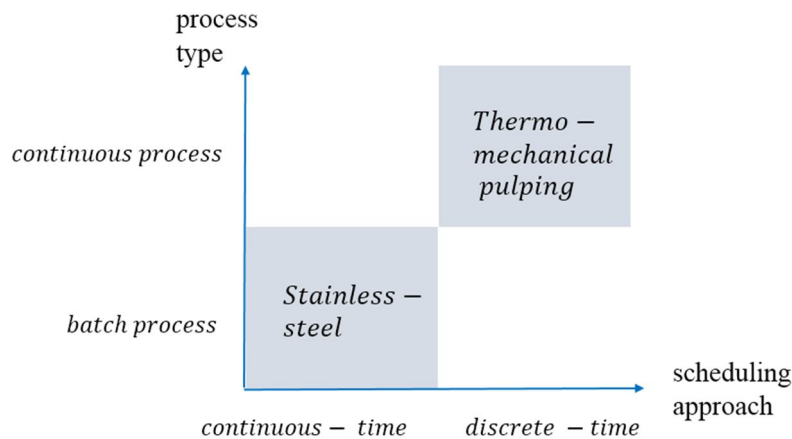 process
type
continuous process
Thermo −
mechanical
pulping
batch process
Stainless −
steel
scheduling
approach
continuous − time
discrete − time